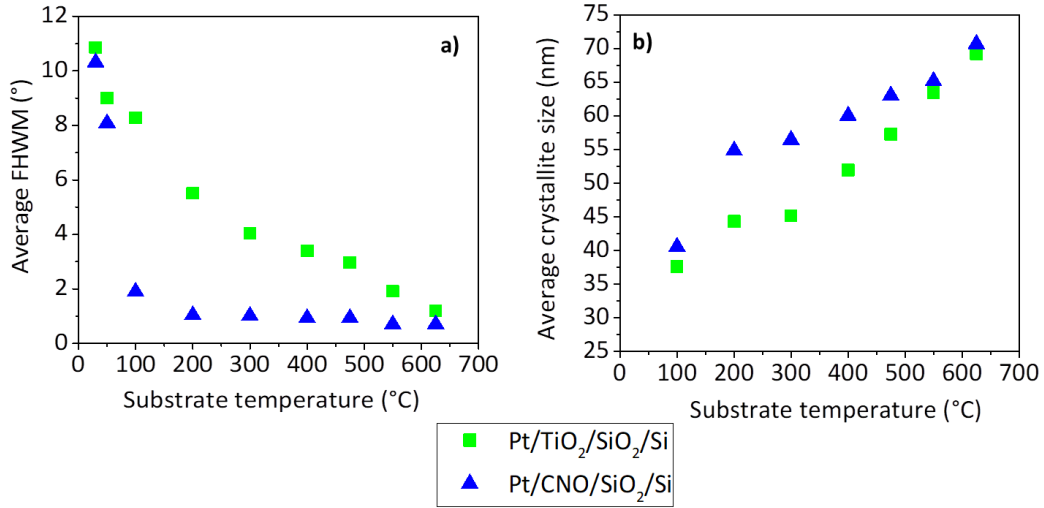 12
10
8
6
4
2
0
0 100 200 300 400 500 600 700
Average FHWM (°)
Substrate temperature (°C)
a)
75
70
65
60
55
50
45
40
35
30
25
0 100 200 300 400 500 600 700
Average crystallite size (nm)
Substrate temperature (°C)
b)
Pt/TiO₂/SiO₂/Si
Pt/CNO/SiO₂/Si